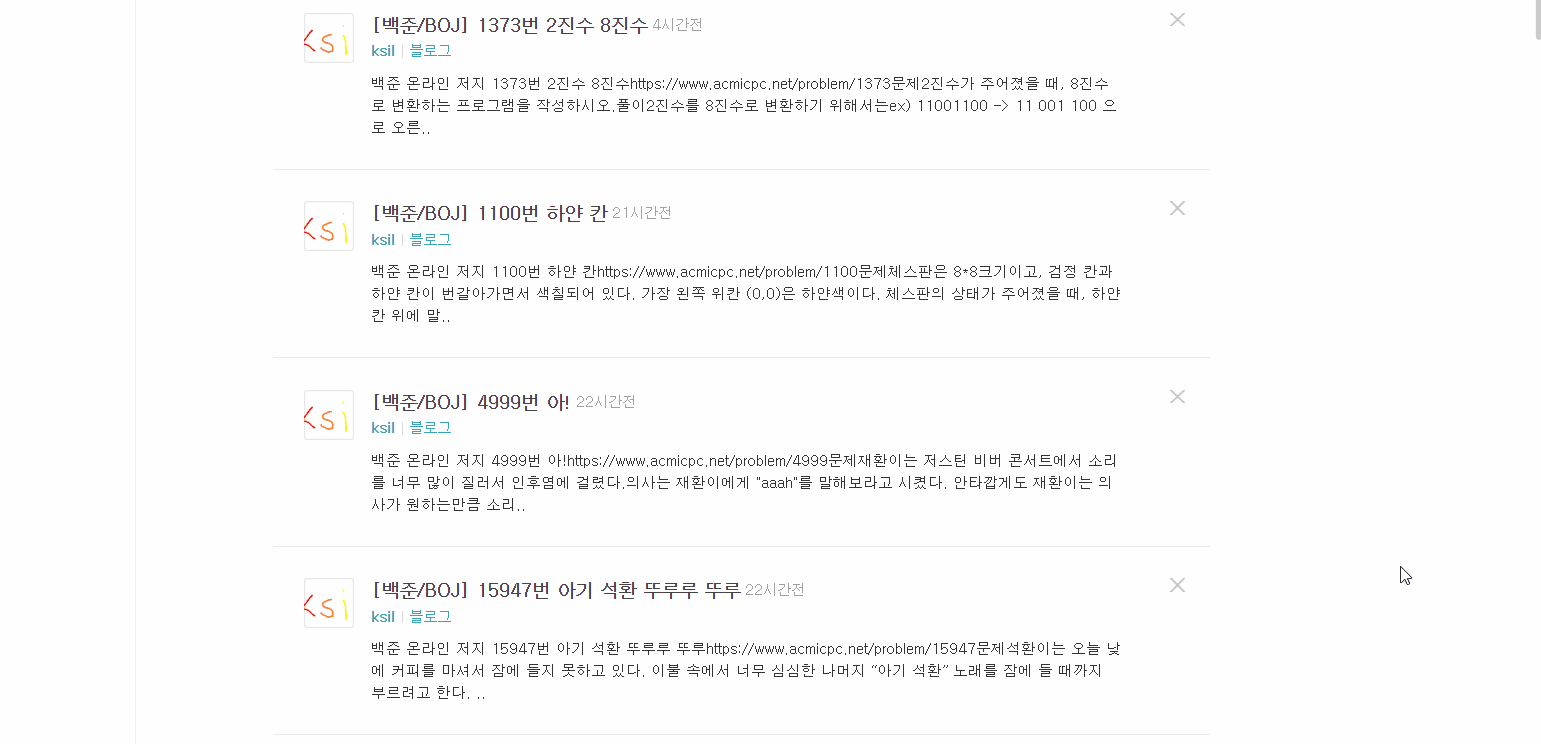 ksi
[백준/BOJ] 1373번 2진수 8진수 4시간전
ksil | 블로그
백준 온라인 저지 1373번 2진수 8진수https://www.acmicpc.net/problem/1373문제2진수가 주어졌을 때, 8진수
로 변환하는 프로그램을 작성하시오.풀이2진수를 8진수로 변환하기 위해서는ex) 11001100 -> 11 001 100 으
로 오른..
ksi
[백준/BOJ] 1100번 하얀 칸 21시간전
ksil | 블로그
백준 온라인 저지 1100번 하얀 칸https://www.acmicpc.net/problem/1100문제체스판은 8*8크기이고, 검정 칸과
하얀 칸이 번갈아가면서 색칠되어 있다. 가장 왼쪽 위칸 (0,0)은 하얀색이다. 체스판의 상태가 주어졌을 때, 하얀
칸 위에 말..
ksi
[백준/BOJ] 4999번 아! 22시간전
ksil | 블로그
백준 온라인 저지 4999번 아!https://www.acmicpc.net/problem/4999문제재환이는 저스틴 비버 콘서트에서 소리
를 너무 많이 질러서 인후염에 걸렸다.의사는 재환이에게 "aaah"를 말해보라고 시켰다. 안타깝게도 재환이는 의
사가 원하는만큼 소리..
ksi
[백준/BOJ] 15947번 아기 석환 뚜루루 뚜루 22시간전
ksil | 블로그
백준 온라인 저지 15947번 아기 석환 뚜루루 뚜루https://www.acmicpc.net/problem/15947문제석환이는 오늘 낮
에 커피를 마셔서 잠에 들지 못하고 있다. 이불 속에서 너무 심심한 나머지 “아기 석환” 노래를 잠에 들 때까지
부르려고 한다. ..